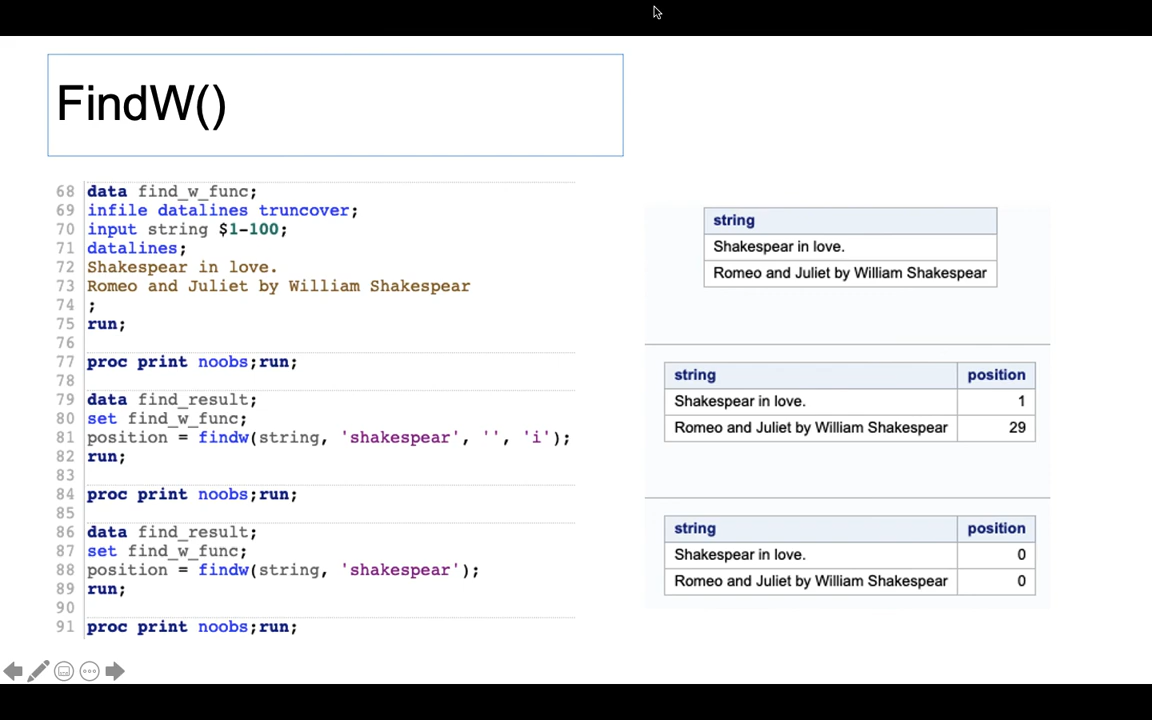 FindW()
68 data find_w_func;
69 infile datalines truncover;
70 input string $1-100;
71 datalines;
72 Shakespear in love.
73 Romeo and Juliet by William Shakespear
74 ;
75 run;
76
77 proc print noobs;run;
78
79 data find_result;
80 set find_w_func;
81 position = findw(string, 'shakespear', '', 'i');
82 run;
83
84 proc print noobs;run;
85
86 data find_result;
87 set find_w_func;
88 position = findw(string, 'shakespear');
89 run;
90
91 proc print noobs;run;
string
Shakespear in love.
Romeo and Juliet by William Shakespear
string position
Shakespear in love. 1
Romeo and Juliet by William Shakespear 29
string position
Shakespear in love. 0
Romeo and Juliet by William Shakespear 0